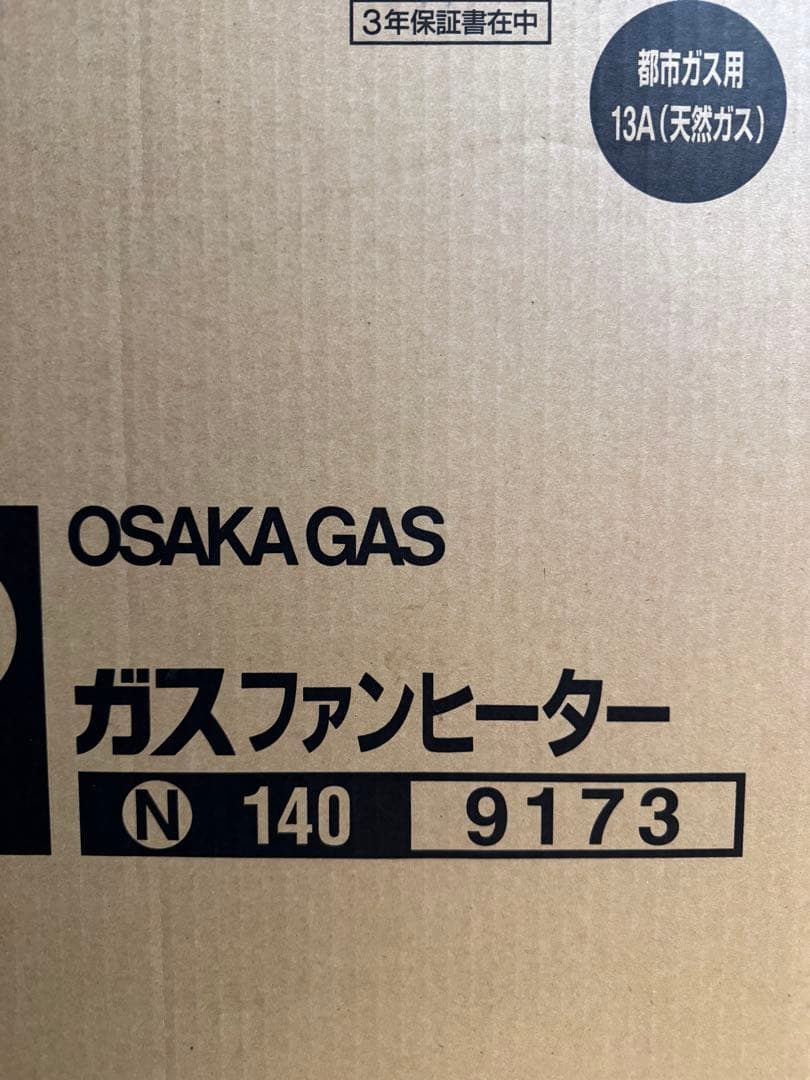 3年保証書在中
都市ガス用
13A(天然ガス)
OSAKA GAS
ガスファンヒーター
N 140 9173